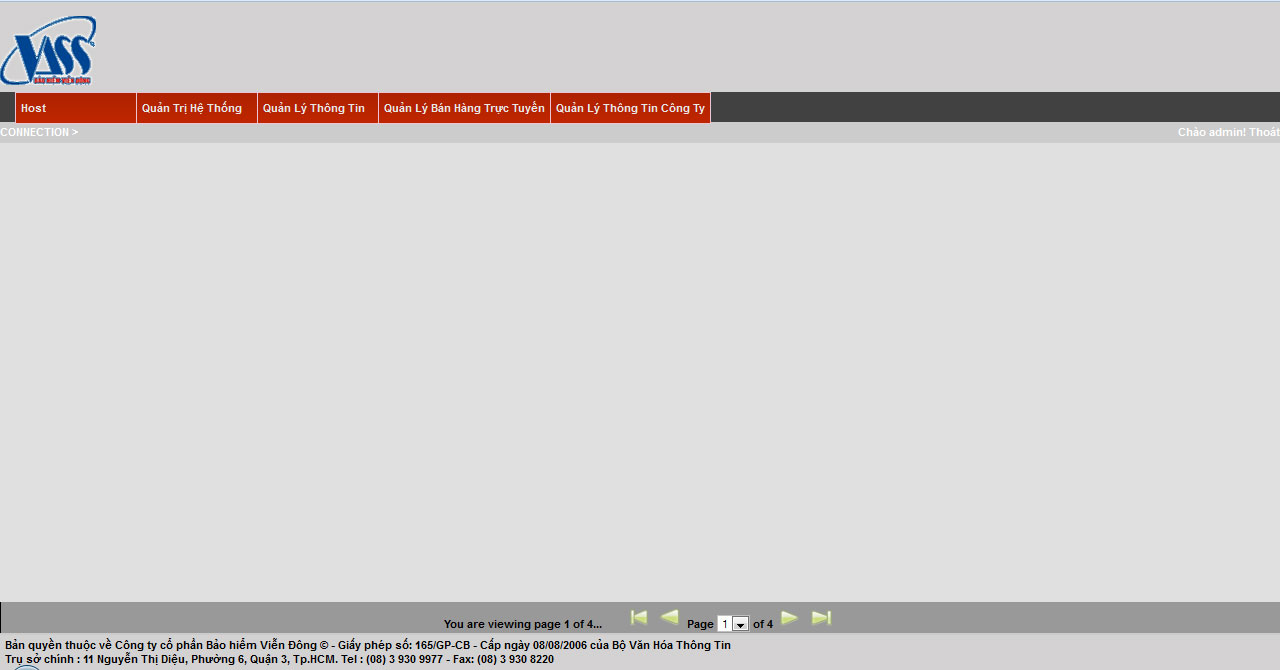 VASS
BẢO HIỂM VIỄN ĐÔNG
Host
Quản Trị Hệ Thống
Quản Lý Thông Tin
Quản Lý Bán Hàng Trực Tuyến
Quản Lý Thông Tin Công Ty
CONNECTION >
Chào admin! Thoát
You are viewing page 1 of 4...
Page 1 of 4
Bản quyền thuộc về Công ty cổ phần Bảo hiểm Viễn Đông © - Giấy phép số: 165/GP-CB - Cấp ngày 08/08/2006 của Bộ Văn Hóa Thông Tin
Trụ sở chính : 11 Nguyễn Thị Diệu, Phường 6, Quận 3, Tp.HCM. Tel : (08) 3 930 9977 - Fax: (08) 3 930 8220